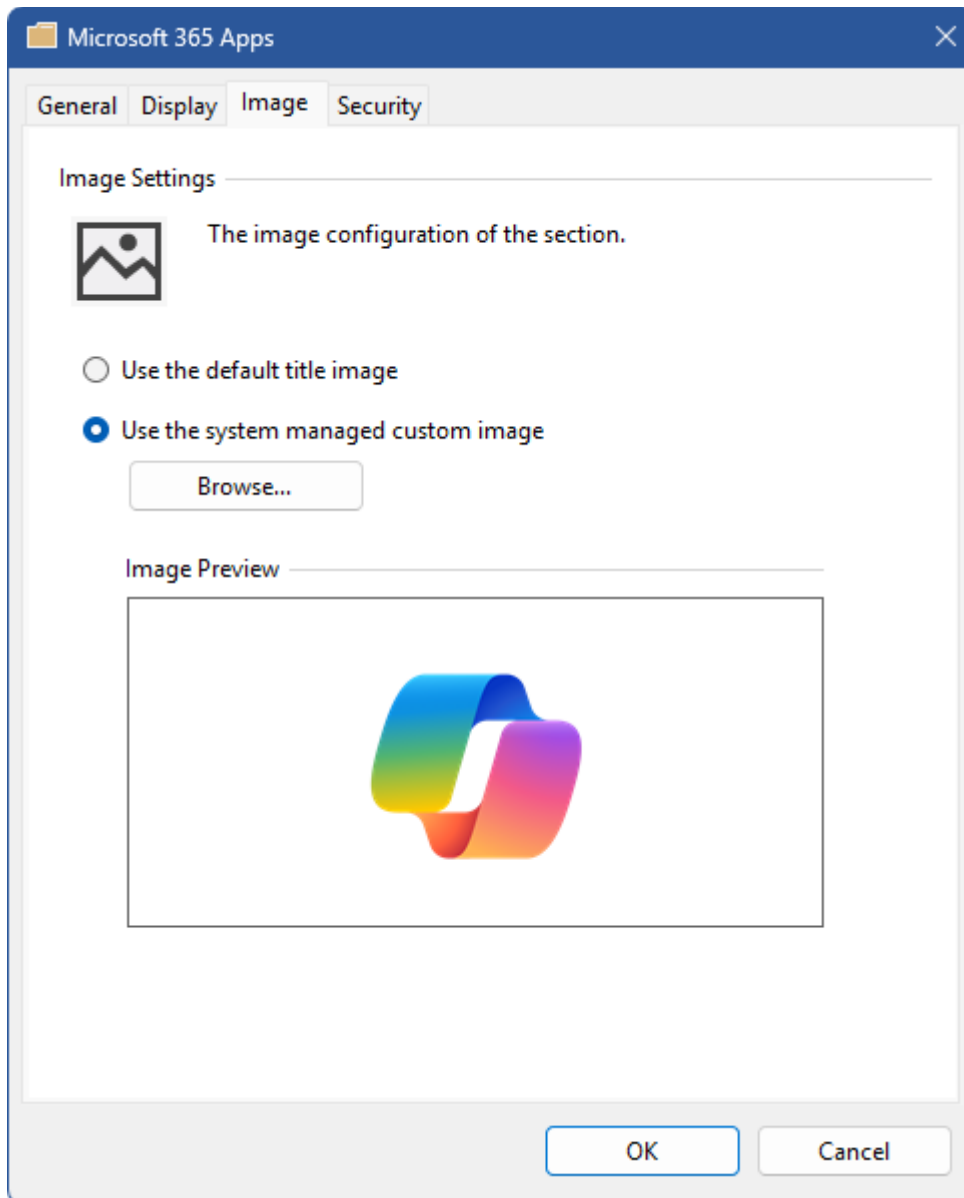 Microsoft 365 Apps
General Display Image Security
Image Settings
The image configuration of the section.
Use the default title image
Use the system managed custom image
Browse...
Image Preview
OK Cancel